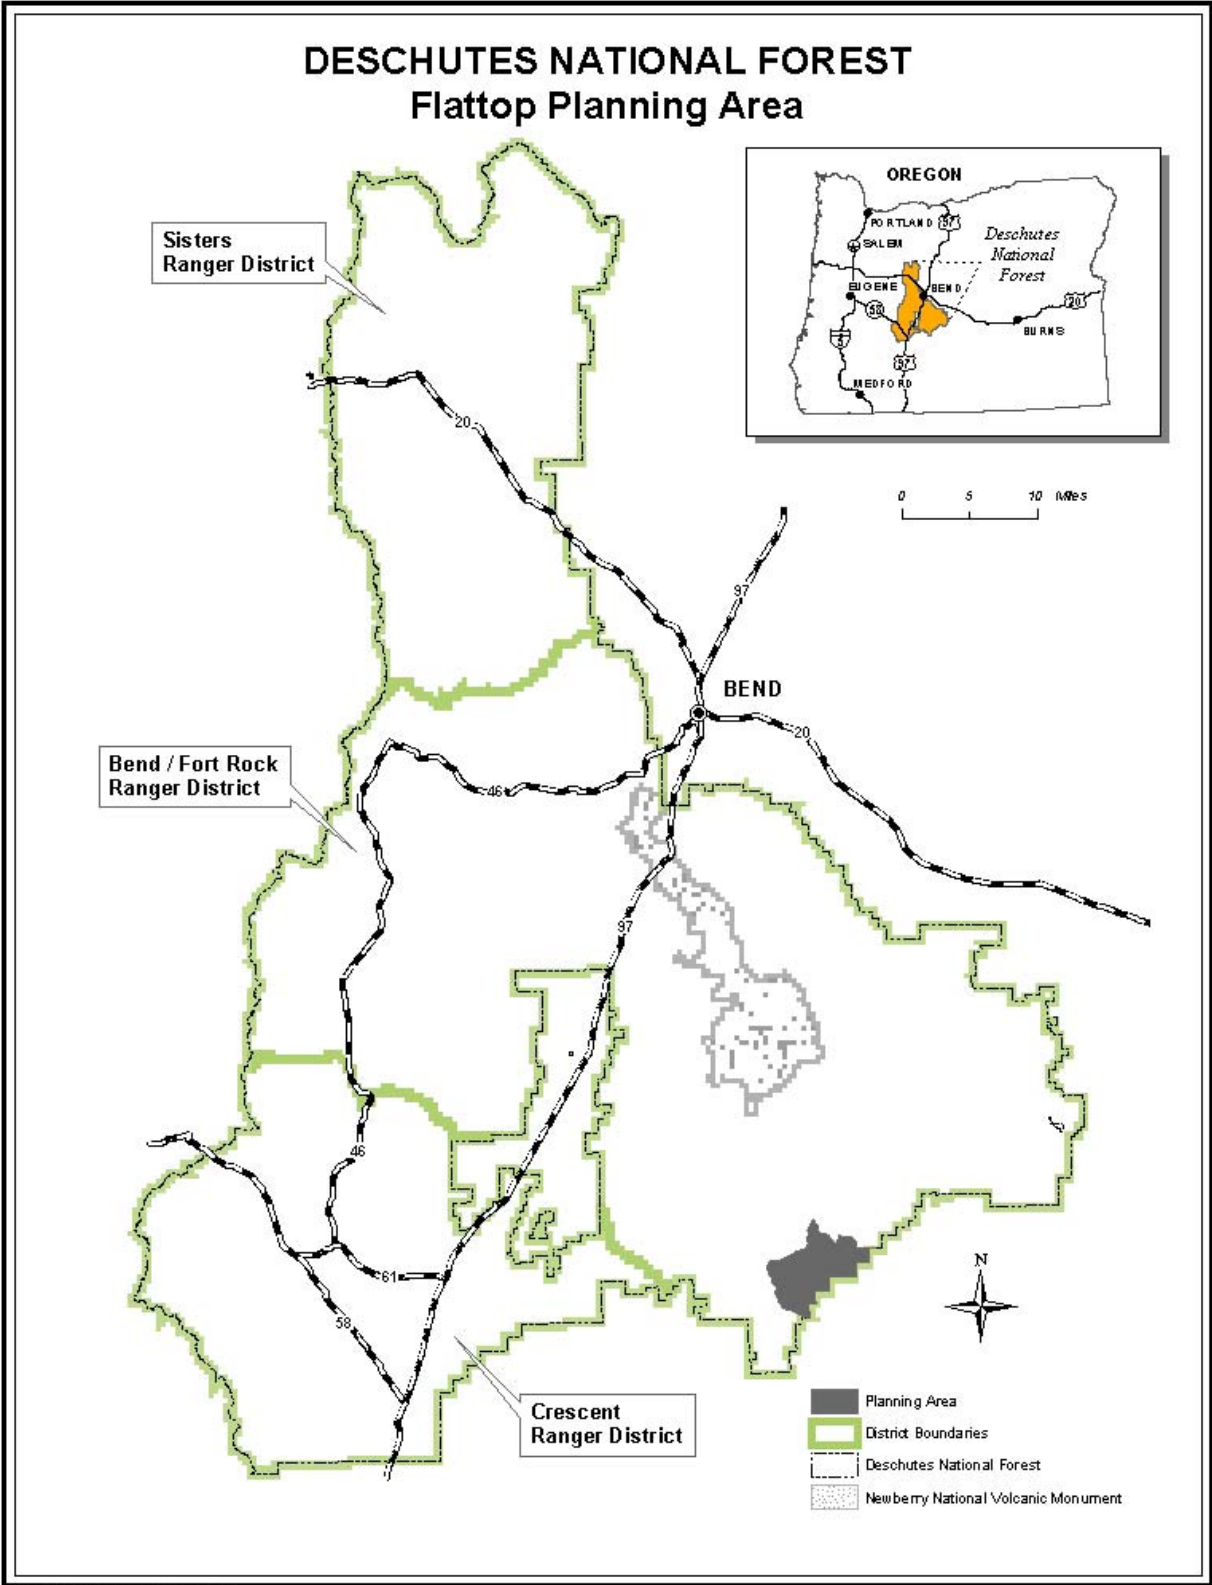 DESCHUTES NATIONAL FOREST
Flattop Planning Area
OREGON
PORTLAND
97
SALEM
Deschutes
National
Forest
EUGENE
BEND
58
20
BURNS
5
97
MEDFORD
Sisters
Ranger District
20
0 5 10 Miles
97
BEND
20
Bend / Fort Rock
Ranger District
46
97
46
61
58
N
Crescent
Ranger District
Planning Area
District Boundaries
Deschutes National Forest
Newberry National Volcanic Monument